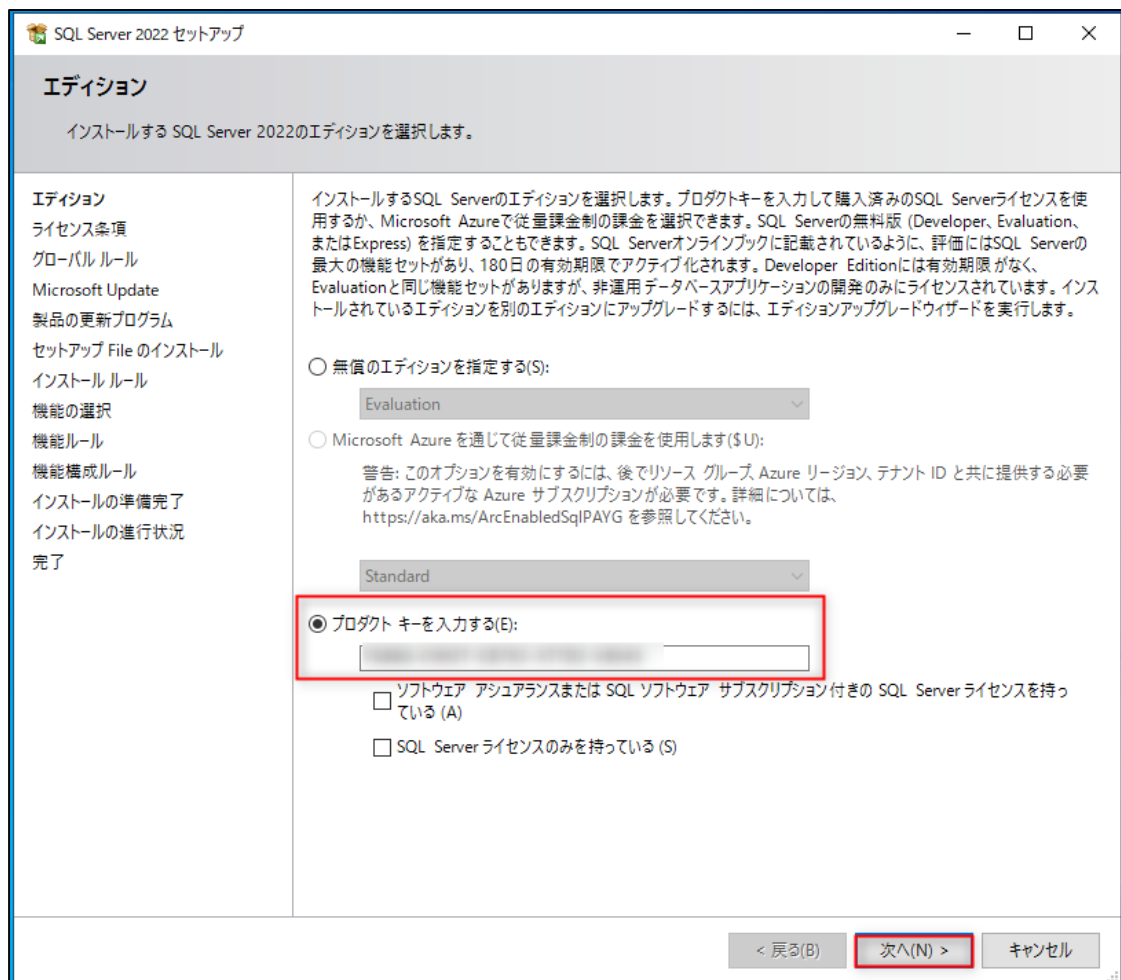 SQL Server 2022 セットアップ
エディション
インストールする SQL Server 2022のエディションを選択します。
エディション
ライセンス条項
グローバル ルール
Microsoft Update
製品の更新プログラム
セットアップ File のインストール
インストール ルール
機能の選択
機能ルール
機能構成ルール
インストールの準備完了
インストールの進行状況
完了
インストールするSQL Serverのエディションを選択します。プロダクトキーを入力して購入済みのSQL Serverライセンスを使
用するか、Microsoft Azureで従量課金制の課金を選択できます。SQL Serverの無料版 (Developer、Evaluation、
またはExpress) を指定することもできます。SQL Serverオンラインブックに記載されているように、評価にはSQL Serverの
最大の機能セットがあり、180日の有効期限でアクティブ化されます。Developer Editionには有効期限がなく、
Evaluationと同じ機能セットがありますが、非運用データベースアプリケーションの開発のみにライセンスされています。インス
トールされているエディションを別のエディションにアップグレードするには、エディションアップグレードウィザードを実行します。
無償のエディションを指定する(S):
Evaluation
Microsoft Azure を通じて従量課金制の課金を使用します($U):
警告: このオプションを有効にするには、後でリソース グループ、Azure リージョン、テナント ID と共に提供する必要
があるアクティブな Azure サブスクリプションが必要です。詳細については、
https://aka.ms/ArcEnabledSqlPAYG を参照してください。
Standard
プロダクト キーを入力する(E):
ソフトウェア アシュアランスまたは SQL ソフトウェア サブスクリプション付きの SQL Server ライセンスを持っ
ている (A)
SQL Server ライセンスのみを持っている (S)
< 戻る(B)
次へ(N) >
キャンセル